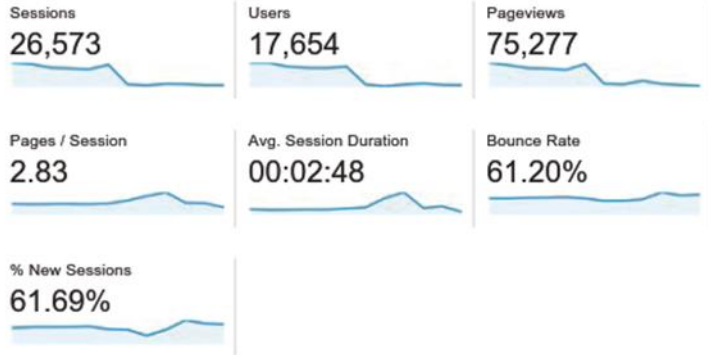 Sessions
26,573
Users
17,654
Pageviews
75,277
Pages / Session
2.83
Avg. Session Duration
00:02:48
Bounce Rate
61.20%
% New Sessions
61.69%